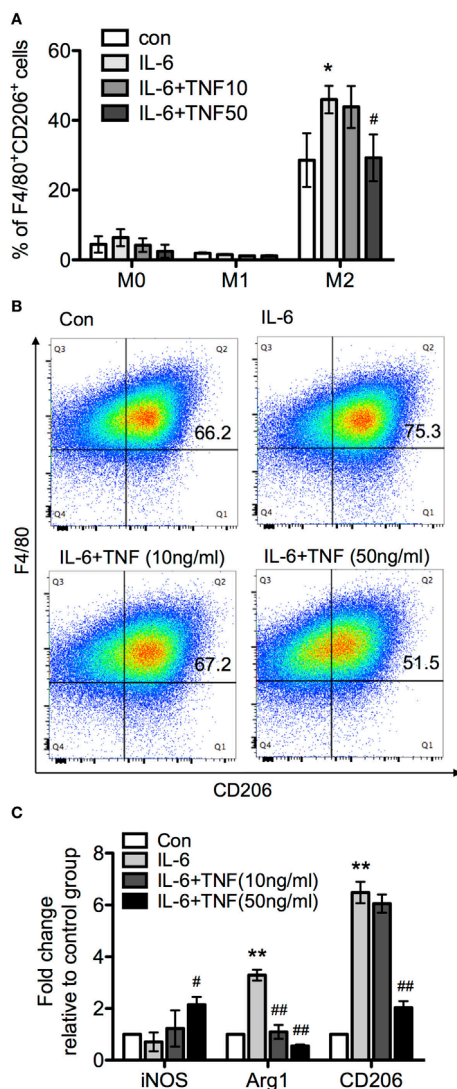 A
con
IL-6
IL-6+TNF10
IL-6+TNF50
% of F4/80+CD206+ cells
60
40
20
0
*
#
M0 M1 M2
B
Con IL-6
Q3 Q2 Q3 Q2
66.2 75.3
Q4 Q1 Q4 Q1
IL-6+TNF (10ng/ml) IL-6+TNF (50ng/ml)
Q3 Q2 Q3 Q2
67.2 51.5
Q4 Q1 Q4 Q1
F4/80
CD206
C
Con
IL-6
IL-6+TNF(10ng/ml)
IL-6+TNF(50ng/ml)
Fold change
relative to control group
8
6
4
2
0
# ** ## ## ** ##
iNOS Arg1 CD206